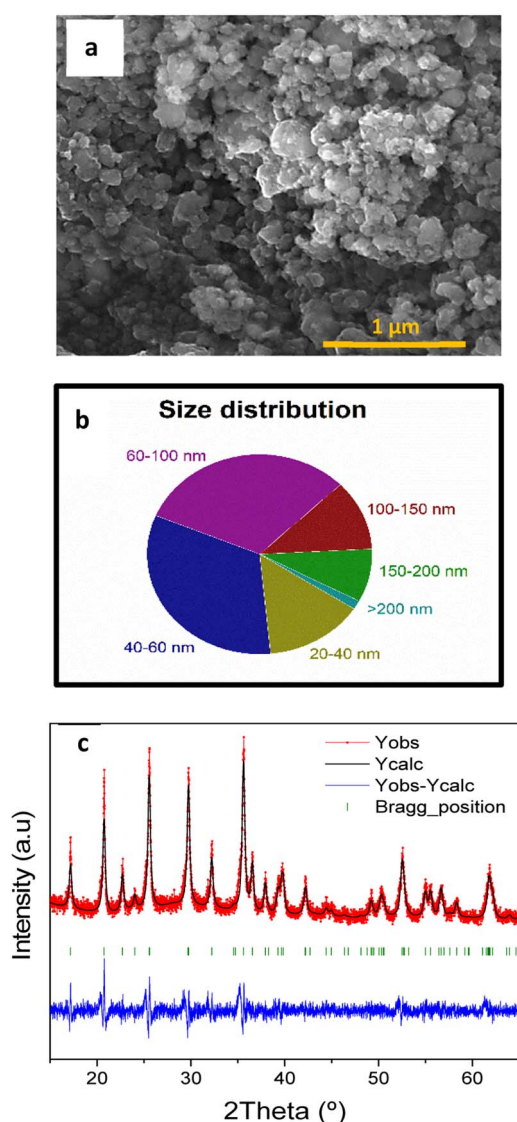 a
1 µm
b
Size distribution
60-100 nm
100-150 nm
150-200 nm
>200 nm
20-40 nm
40-60 nm
c
Yobs
Ycalc
Yobs-Ycalc
Bragg_position
Intensity (a.u)
20 30 40 50 60
2Theta (º)